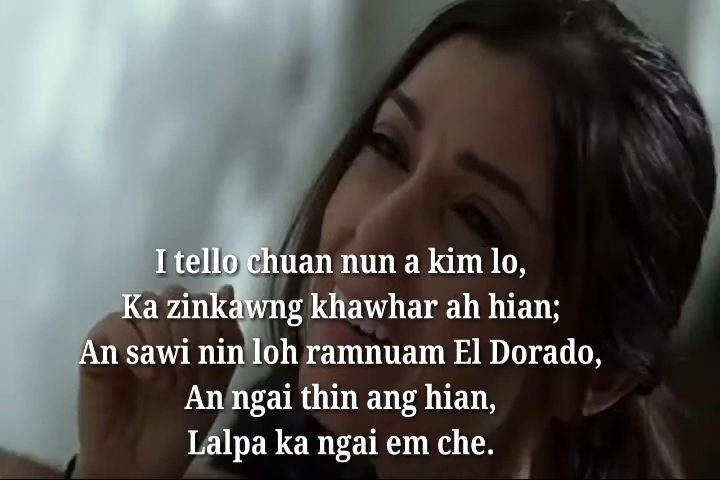 I tello chuan nun a kim lo,
Ka zinkawng khawhar ah hian;
An sawi nin loh ramnuam El Dorado,
An ngai thin ang hian,
Lalpa ka ngai em che.